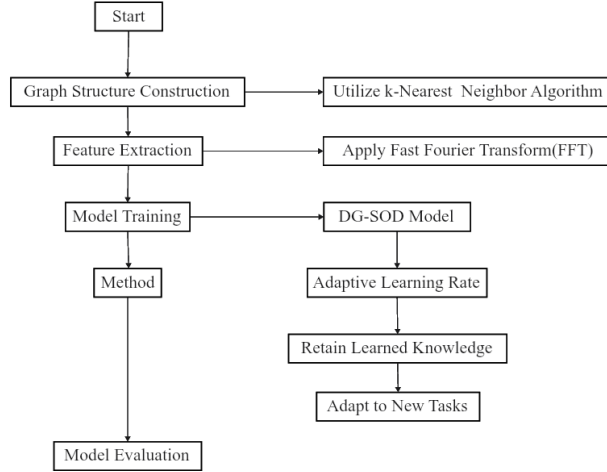 Start
Graph Structure Construction
Utilize k-Nearest Neighbor Algorithm
Feature Extraction
Apply Fast Fourier Transform(FFT)
Model Training
DG-SOD Model
Method
Adaptive Learning Rate
Retain Learned Knowledge
Adapt to New Tasks
Model Evaluation